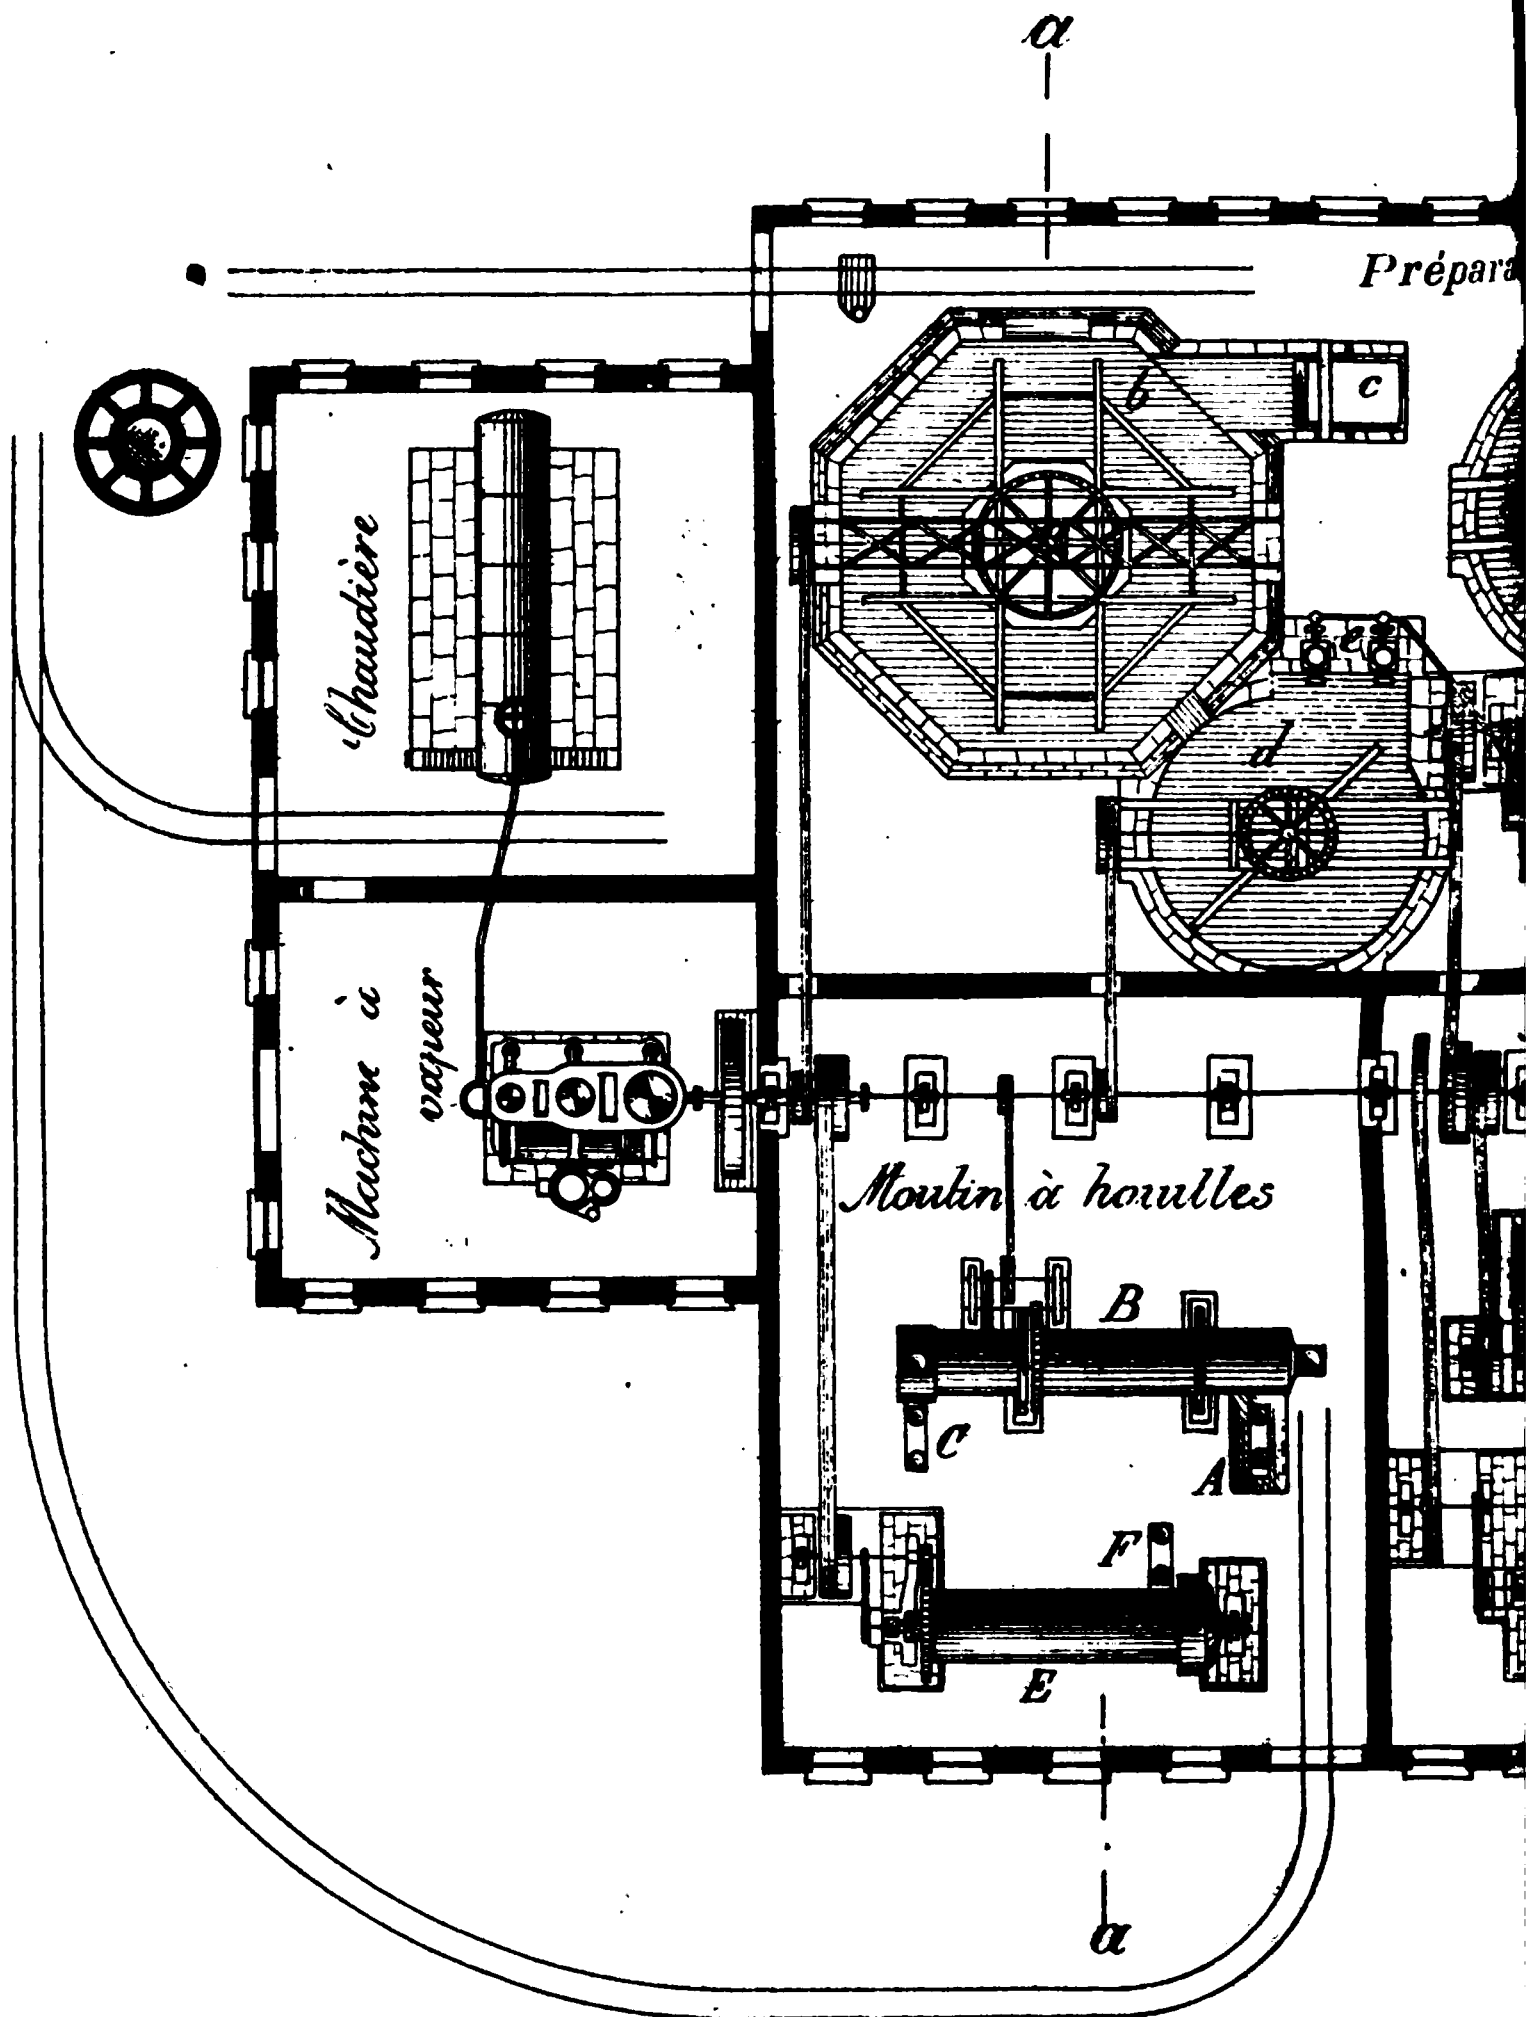 a
Prépara
b
c
Chaudière
a
e
d
Machine à
vapeur
Moulin à houilles
B
C
A
F
E
a